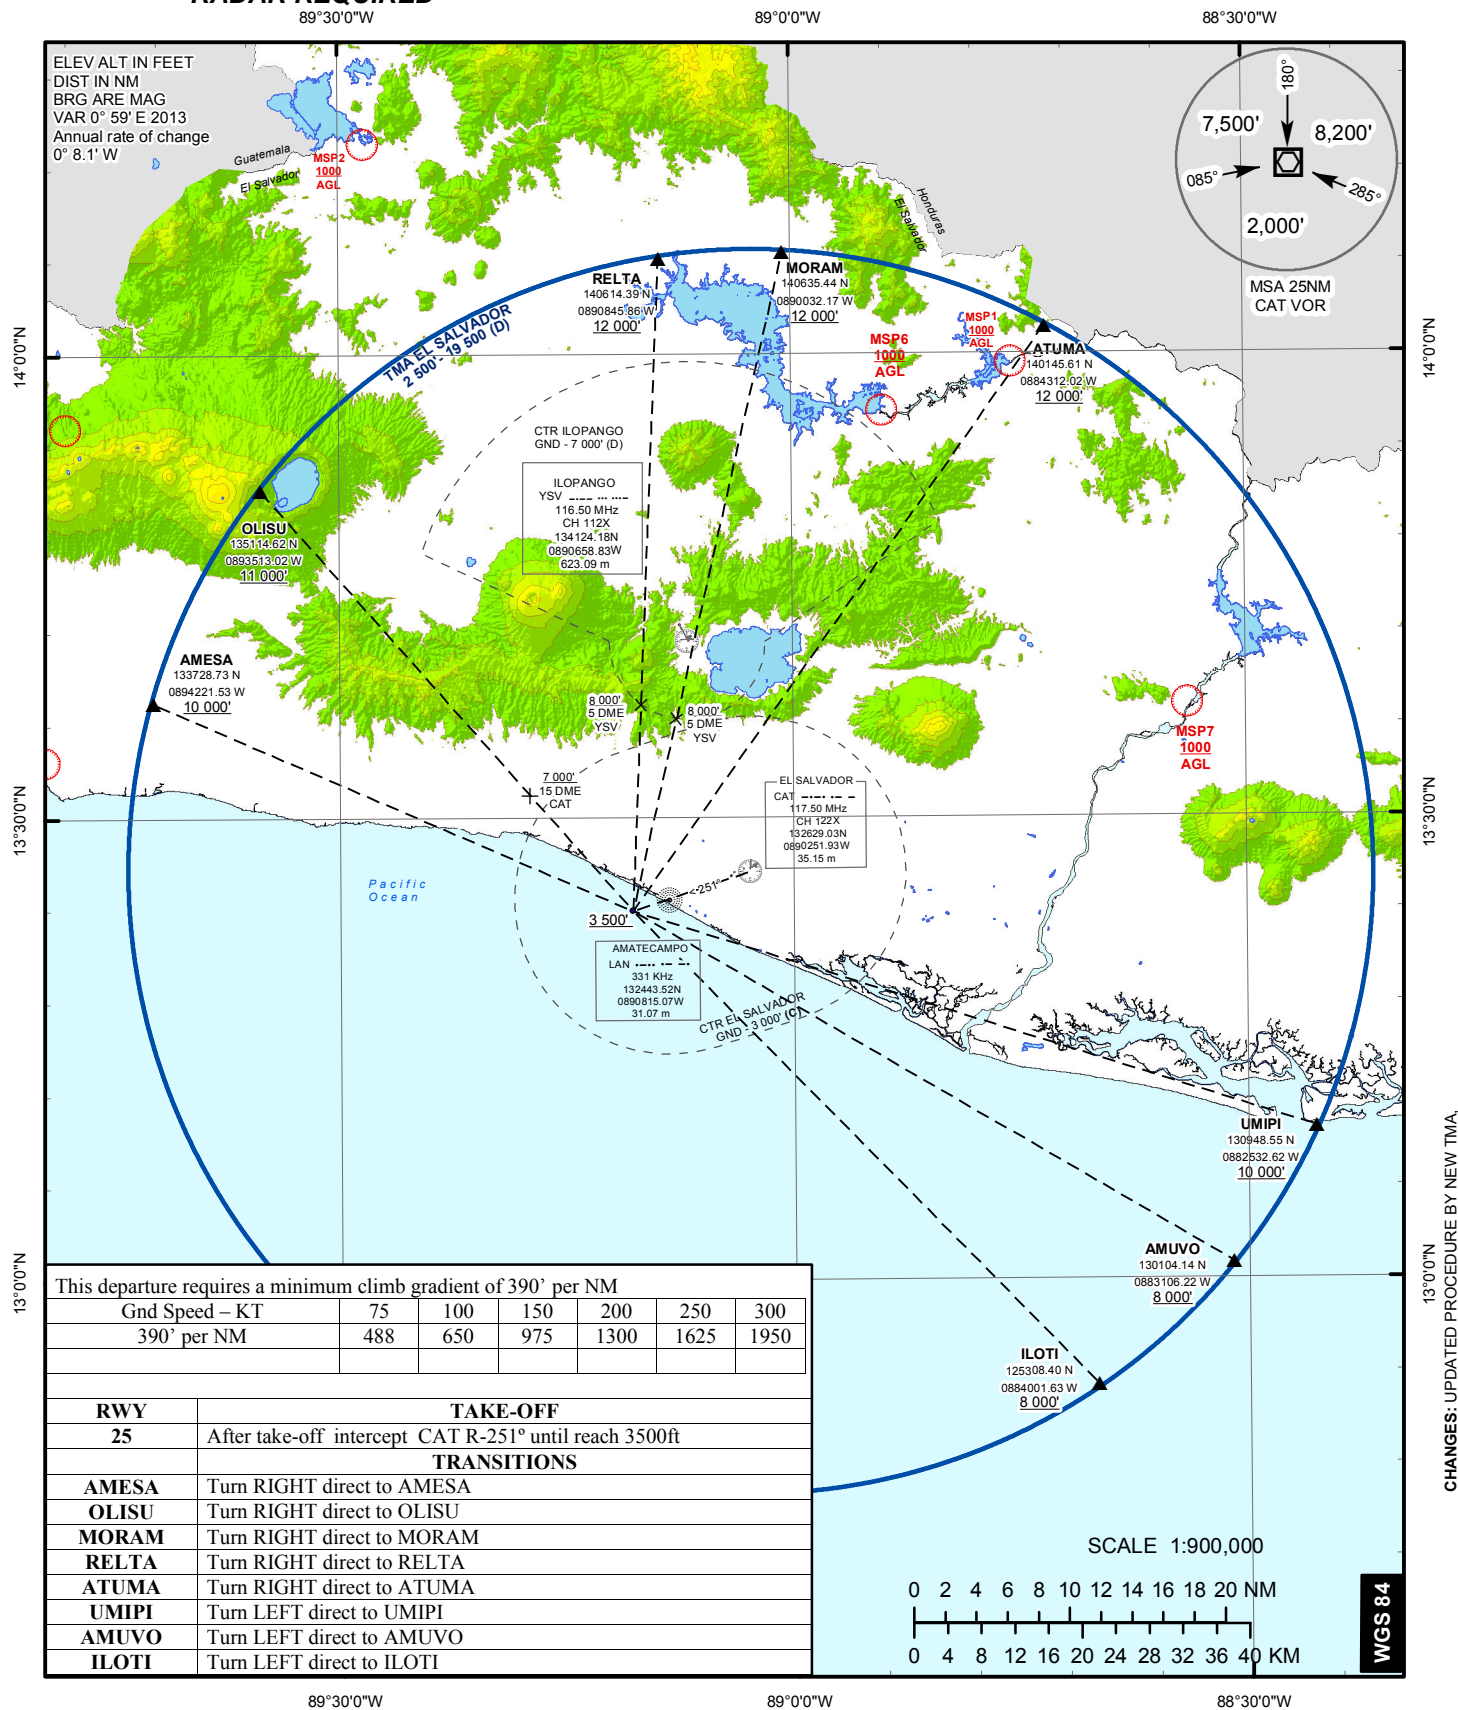 RADAR REQUIRED
89°30'0"W
89°0'0"W
88°30'0"W
ELEV ALT IN FEET
DIST IN NM
BRG ARE MAG
VAR 0° 59' E 2013
Annual rate of change
0° 8.1' W
Guatemala
El Salvador
MSP2
1000
AGL
Honduras
El Salvador
180°
7,500'
8,200'
085°
285°
2,000'
MSA 25NM
CAT VOR
RELTA
140614.39 N
0890845.86 W
12 000'
MORAM
140635.44 N
0890032.17 W
12 000'
MSP1
1000
AGL
MSP6
1000
AGL
ATUMA
140145.61 N
0884312.02 W
12 000'
TMA EL SALVADOR
2 500'- 19 500 (D)
14°0'0"N
14°0'0"N
CTR ILOPANGO
GND - 7 000' (D)
ILOPANGO
YSV -.-- ... ...-
116.50 MHz
CH 112X
134124.18N
0890658.83W
623.09 m
OLISU
135114.62 N
0893513.02 W
11 000'
AMESA
133728.73 N
0894221.53 W
10 000'
8 000'
5 DME
YSV
8 000'
5 DME
YSV
MSP7
1000
AGL
7 000'
15 DME
CAT
EL SALVADOR
CAT -.-. .- -
117.50 MHz
CH 122X
132629.03N
0890251.93W
35.15 m
13°30'0"N
13°30'0"N
Pacific
Ocean
251°
3 500'
AMATECAMPO
LAN .-.. .- -.
331 KHz
132443.52N
0890815.07W
31.07 m
CTR EL SALVADOR
GND - 3 000' (C)
UMIPI
130948.55 N
0882532.62 W
10 000'
AMUVO
130104.14 N
0883106.22 W
8 000'
ILOTI
125308.40 N
0884001.63 W
8 000'
13°0'0"N
13°0'0"N
This departure requires a minimum climb gradient of 390’ per NM
Gnd Speed – KT 75 100 150 200 250 300
390’ per NM 488 650 975 1300 1625 1950
RWY TAKE-OFF
25 After take-off intercept CAT R-251º until reach 3500ft
TRANSITIONS
AMESA Turn RIGHT direct to AMESA
OLISU Turn RIGHT direct to OLISU
MORAM Turn RIGHT direct to MORAM
RELTA Turn RIGHT direct to RELTA
ATUMA Turn RIGHT direct to ATUMA
UMIPI Turn LEFT direct to UMIPI
AMUVO Turn LEFT direct to AMUVO
ILOTI Turn LEFT direct to ILOTI
SCALE 1:900,000
0 2 4 6 8 10 12 14 16 18 20 NM
0 4 8 12 16 20 24 28 32 36 40 KM
WGS 84
CHANGES: UPDATED PROCEDURE BY NEW TMA,
89°30'0"W
89°0'0"W
88°30'0"W